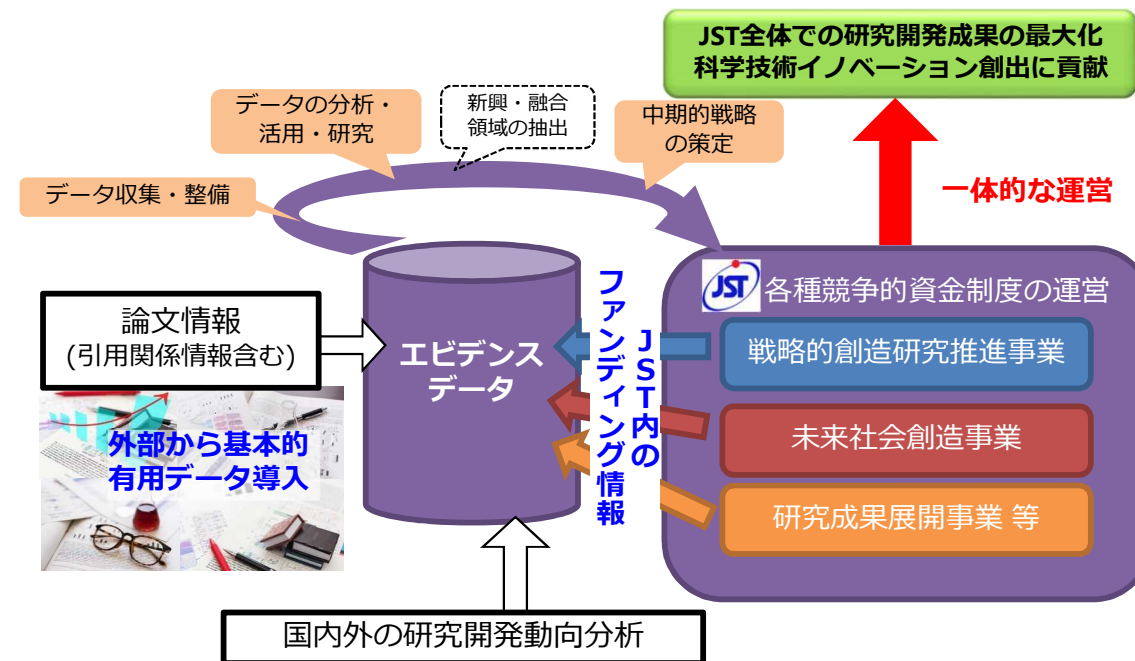 JST全体での研究開発成果の最大化
科学技術イノベーション創出に貢献
データの分析・
活用・研究
新興・融合
領域の抽出
中期的戦略
の策定
データ収集・整備
一体的な運営
JST
各種競争的資金制度の運営
論文情報
(引用関係情報含む)
エビデンス
データ
JST内の
ファンディング情報
戦略的創造研究推進事業
未来社会創造事業
研究成果展開事業 等
外部から基本的
有用データ導入
国内外の研究開発動向分析